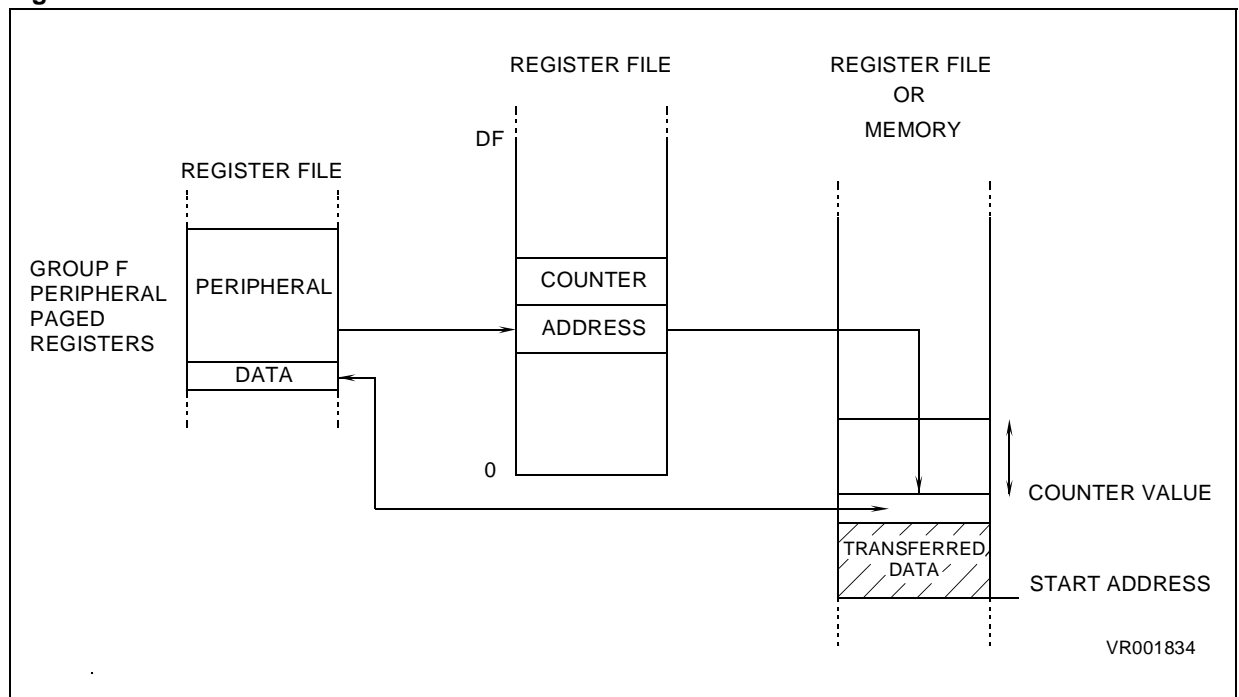 REGISTER FILE
REGISTER FILE
OR
MEMORY
DF
REGISTER FILE
GROUP F
PERIPHERAL
PAGED
REGISTERS
PERIPHERAL
COUNTER
ADDRESS
DATA
0
COUNTER VALUE
TRANSFERRED
DATA
START ADDRESS
VR001834